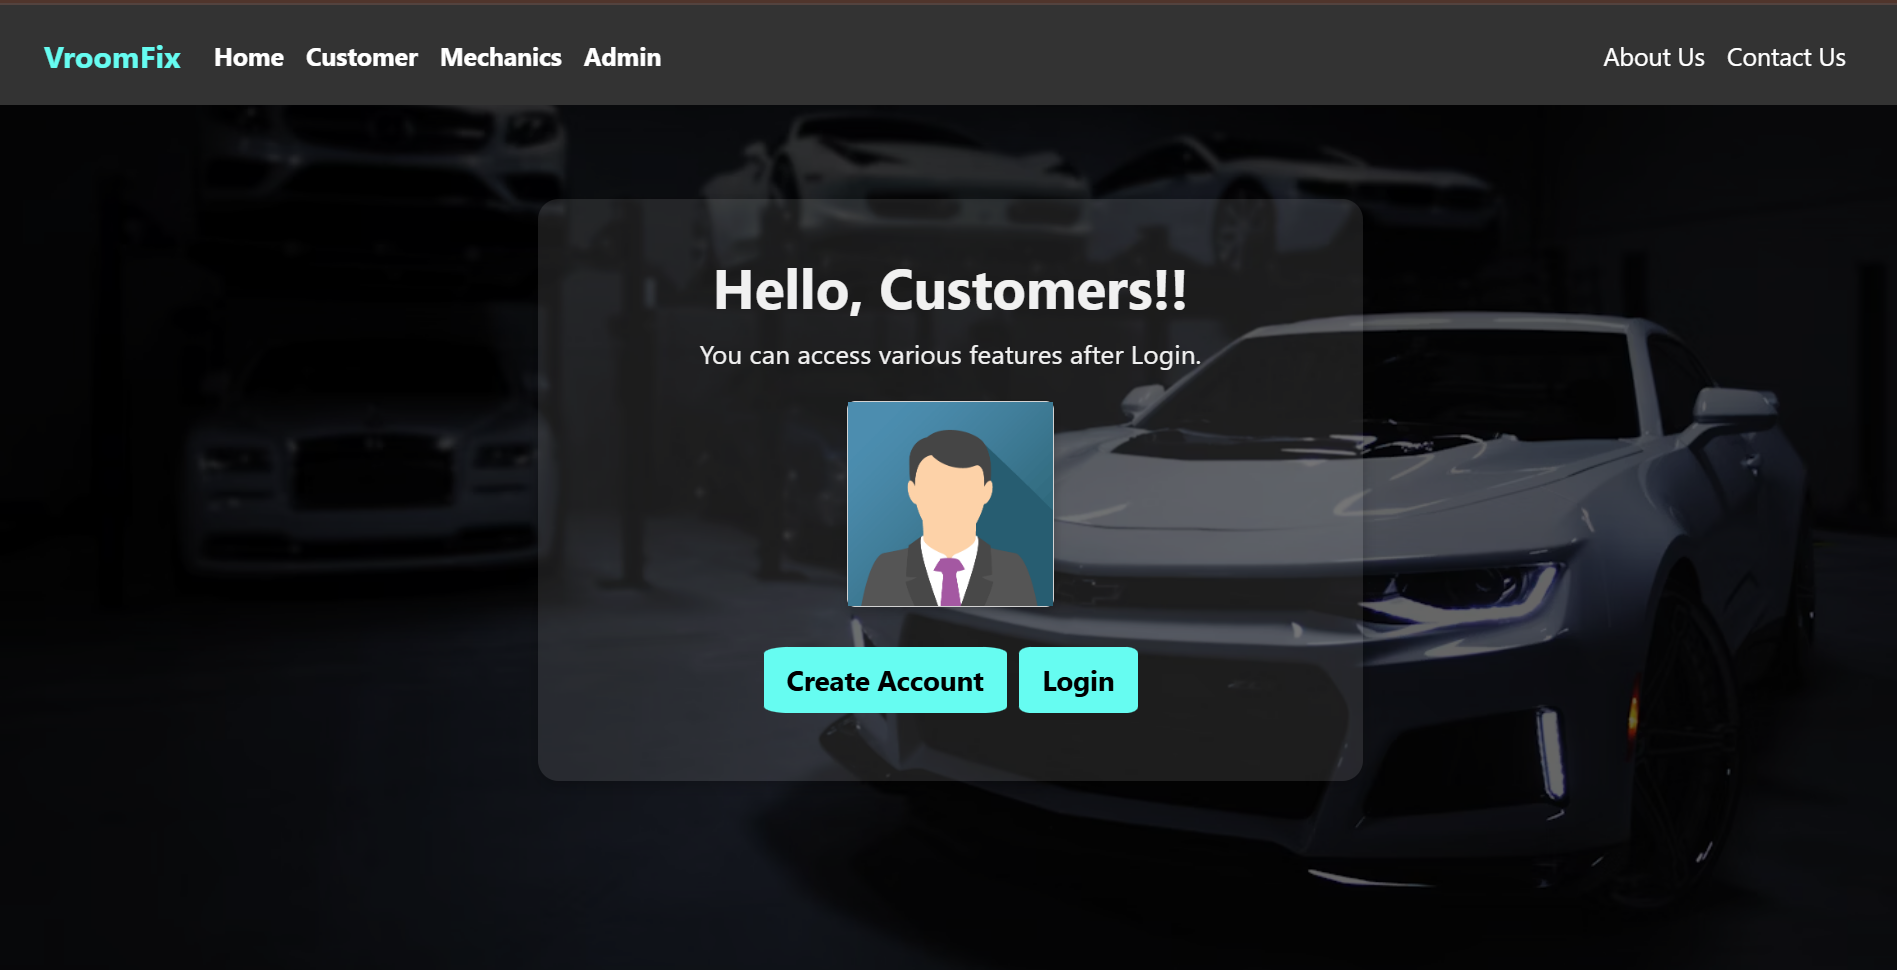 VroomFix Home Customer Mechanics Admin About Us Contact Us
Hello, Customers!!
You can access various features after Login.
Create Account Login